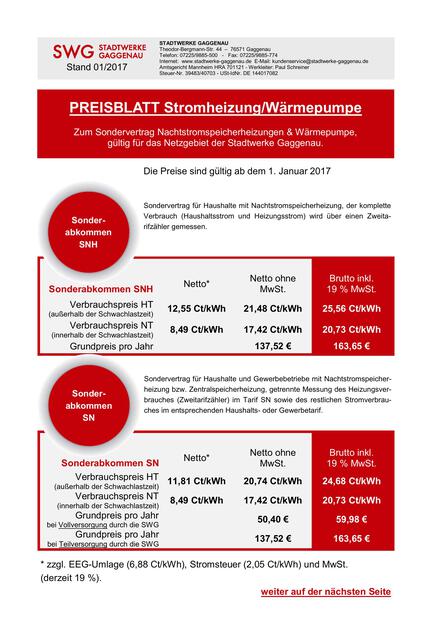 SWG STADTWERKE
GAGGENAU
Stand 01/2017
STADTWERKE GAGGENAU
Theodor-Bergmann-Str. 44 – 76571 Gaggenau
Telefon: 07225/9885-500 - Fax: 07225/9885-774
Internet: www.stadtwerke-gaggenau.de E-Mail: kundenservice@stadtwerke-gaggenau.de
Amtsgericht Mannheim HRA 701121 - Werkleiter: Paul Schreiner
Steuer-Nr. 39483/40703 - USt-IdNr. DE 144017082
PREISBLATT Stromheizung/Wärmepumpe
Zum Sondervertrag Nachtstromspeicherheizungen & Wärmepumpe,
gültig für das Netzgebiet der Stadtwerke Gaggenau.
Die Preise sind gültig ab dem 1. Januar 2017
Sonder-
abkommen
SNH
Sondervertrag für Haushalte mit Nachtstromspeicherheizung, der komplette
Verbrauch (Haushaltsstrom und Heizungsstrom) wird über einen Zweita-
rifzähler gemessen.
Sonderabkommen SNH Netto* Netto ohne MwSt. Brutto inkl. 19 % MwSt.
Verbrauchspreis HT 12,55 Ct/kWh 21,48 Ct/kWh 25,56 Ct/kWh
(außerhalb der Schwachlastzeit)
Verbrauchspreis NT 8,49 Ct/kWh 17,42 Ct/kWh 20,73 Ct/kWh
(innerhalb der Schwachlastzeit)
Grundpreis pro Jahr 137,52 € 163,65 €
Sonder-
abkommen
SN
Sondervertrag für Haushalte und Gewerbebetriebe mit Nachtstromspeicher-
heizung bzw. Zentralspeicherheizung, getrennte Messung des Heizungsver-
brauches (Zweitarifzähler) im Tarif SN sowie des restlichen Stromverbrau-
ches im entsprechenden Haushalts- oder Gewerbetarif.
Sonderabkommen SN Netto* Netto ohne MwSt. Brutto inkl. 19 % MwSt.
Verbrauchspreis HT 11,81 Ct/kWh 20,74 Ct/kWh 24,68 Ct/kWh
(außerhalb der Schwachlastzeit)
Verbrauchspreis NT 8,49 Ct/kWh 17,42 Ct/kWh 20,73 Ct/kWh
(innerhalb der Schwachlastzeit)
Grundpreis pro Jahr 50,40 € 59,98 €
bei Vollversorgung durch die SWG
Grundpreis pro Jahr 137,52 € 163,65 €
bei Teilversorgung durch die SWG
* zzgl. EEG-Umlage (6,88 Ct/kWh), Stromsteuer (2,05 Ct/kWh) und MwSt.
(derzeit 19 %).
weiter auf der nächsten Seite